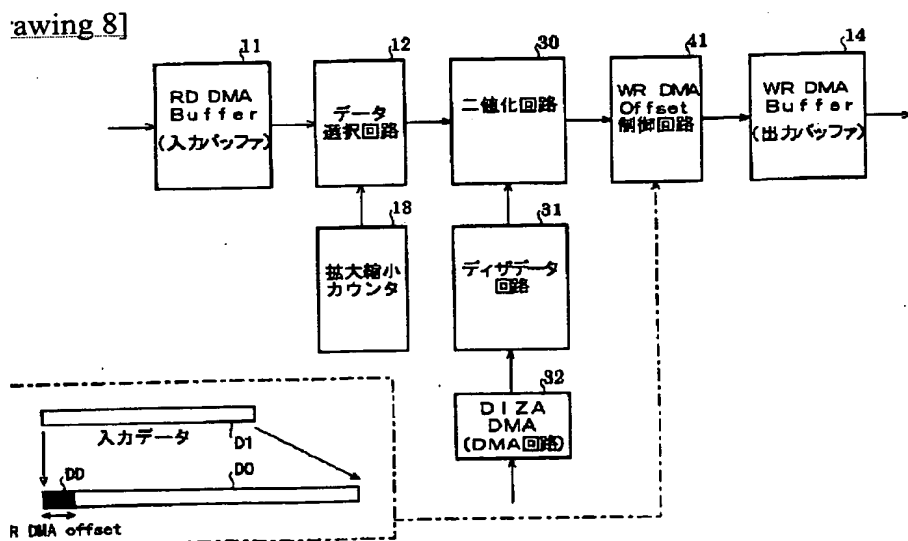 awing 8]
11
RD DMA
Buffer
(入力バッファ)
12
データ
選択回路
30
二値化回路
41
WR DMA
Offset
制御回路
14
WR DMA
Buffer
(出力バッファ)
18
拡大縮小
カウンタ
31
ディザデータ
回路
32
DIZA
DMA
(DMA回路)
入力データ
D1
DD
DO
R DMA offset